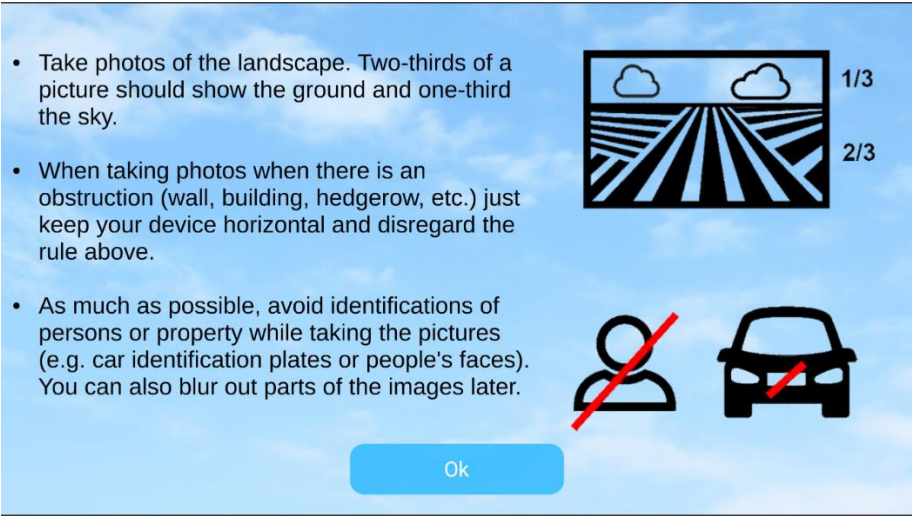 • Take photos of the landscape. Two-thirds of a
picture should show the ground and one-third
the sky.
• When taking photos when there is an
obstruction (wall, building, hedgerow, etc.) just
keep your device horizontal and disregard the
rule above.
• As much as possible, avoid identifications of
persons or property while taking the pictures
(e.g. car identification plates or people's faces).
You can also blur out parts of the images later.
1/3
2/3
Ok